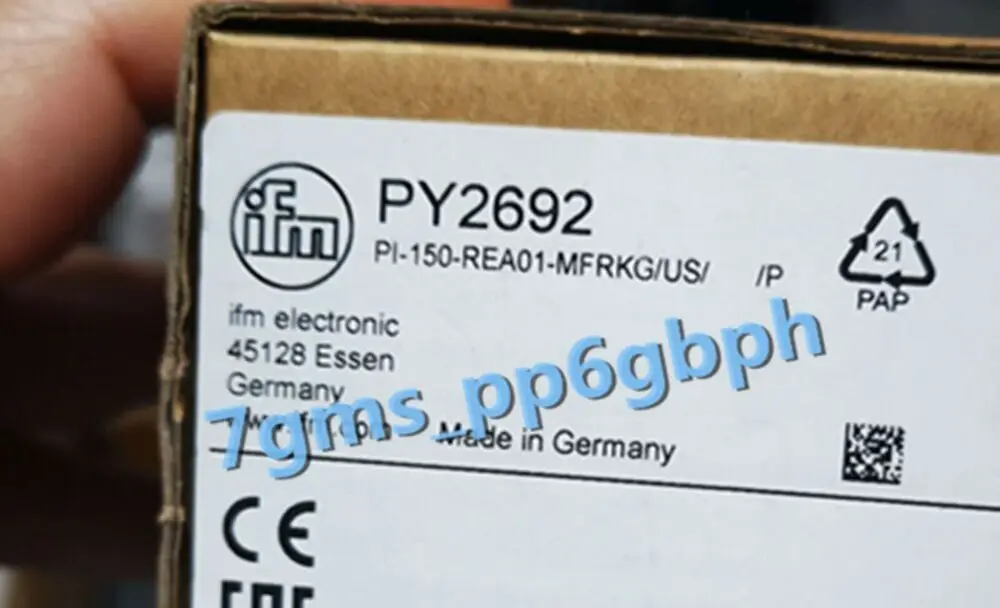 ifm
PY2692
PI-150-REA01-MFRKG/US/ /P
21
PAP
ifm electronic
45128 Essen
Germany
7gms_pp6gbph
Made in Germany
CE